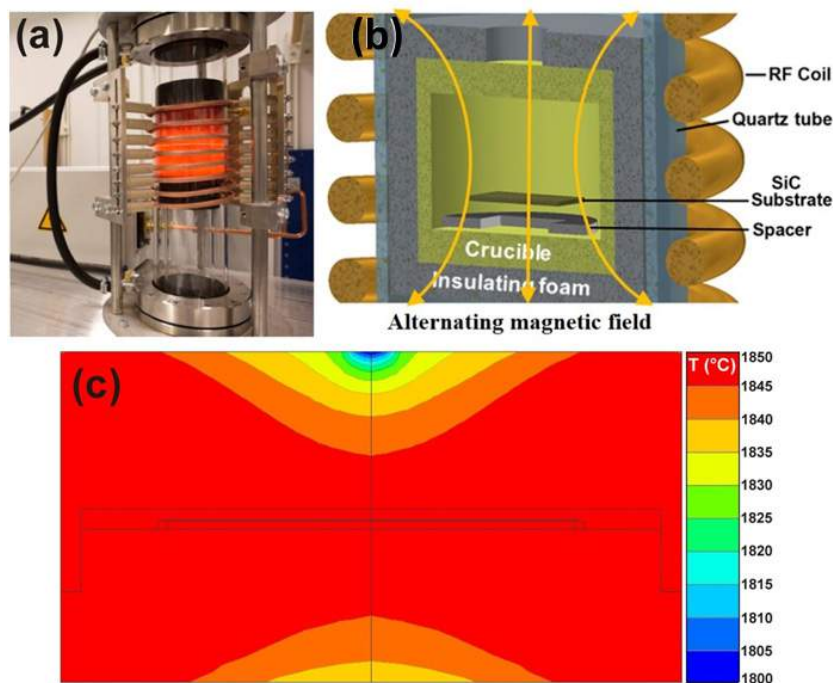 (a)
(b)
RF Coil
Quartz tube
SiC
Substrate
Spacer
Crucible
Insulating foam
Alternating magnetic field
(c)
T (°C)
1850
1845
1840
1835
1830
1825
1820
1815
1810
1805
1800